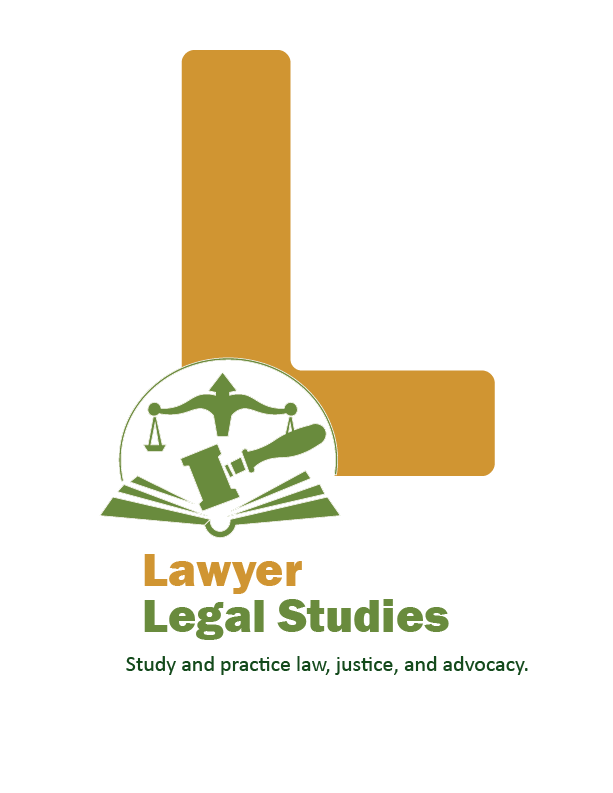 L
Lawyer
Legal Studies
Study and practice law, justice, and advocacy.